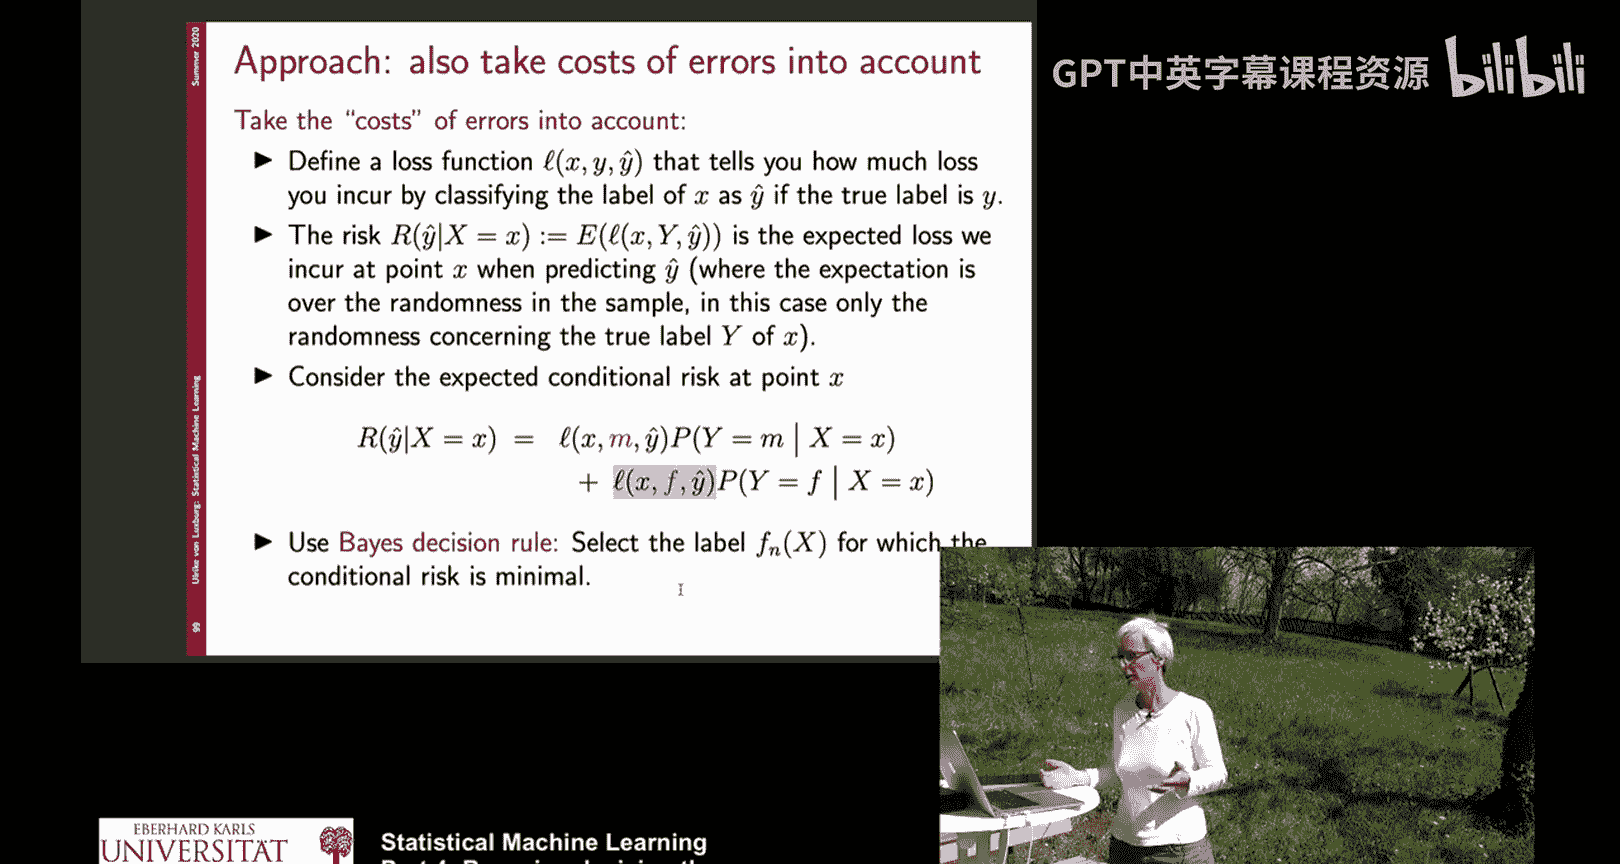 Summer 2020
Approach: also take costs of errors into account
GPT中英字幕课程资源 bilibili
Take the “costs” of errors into account:
► Define a loss function ℓ(x, y, ŷ) that tells you how much loss
you incur by classifying the label of x as ŷ if the true label is y.
► The risk R(ŷ|X = x) := E(ℓ(x, Y, ŷ)) is the expected loss we
incur at point x when predicting ŷ (where the expectation is
over the randomness in the sample, in this case only the
randomness concerning the true label Y of x).
► Consider the expected conditional risk at point x
R(ŷ|X = x) = ℓ(x, m, ŷ)P(Y = m | X = x)
+ ℓ(x, f, ŷ)P(Y = f | X = x)
► Use Bayes decision rule: Select the label fₙ(X) for which the
conditional risk is minimal.
Ulrike von Luxburg: Statistical Machine Learning
99
EBERHARD KARLS
UNIVERSITÄT
Statistical Machine Learning